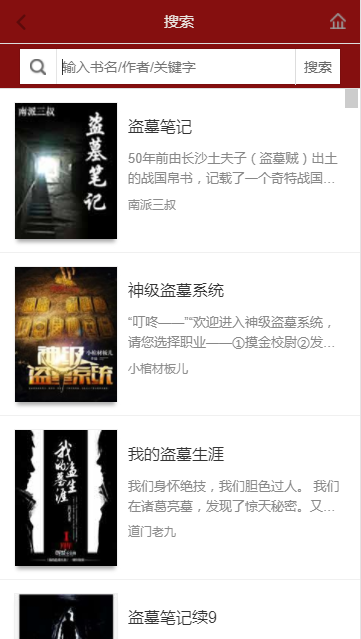 搜索
输入书名/作者/关键字
搜索
南派三叔
盗墓笔记
盗墓笔记
50年前由长沙土夫子（盗墓贼）出土
的战国帛书，记载了一个奇特战国…
南派三叔
神级
盗墓系统
小棺材板儿
神级盗墓系统
“叮咚——”“欢迎进入神级盗墓系统，
请您选择职业——①摸金校尉②发…
小棺材板儿
我的盗墓生涯
1
我的盗墓生涯
我们身怀绝技，我们胆色过人。 我们
在诸葛亮墓，发现了惊天秘密。又…
道门老九
盗墓笔记续9